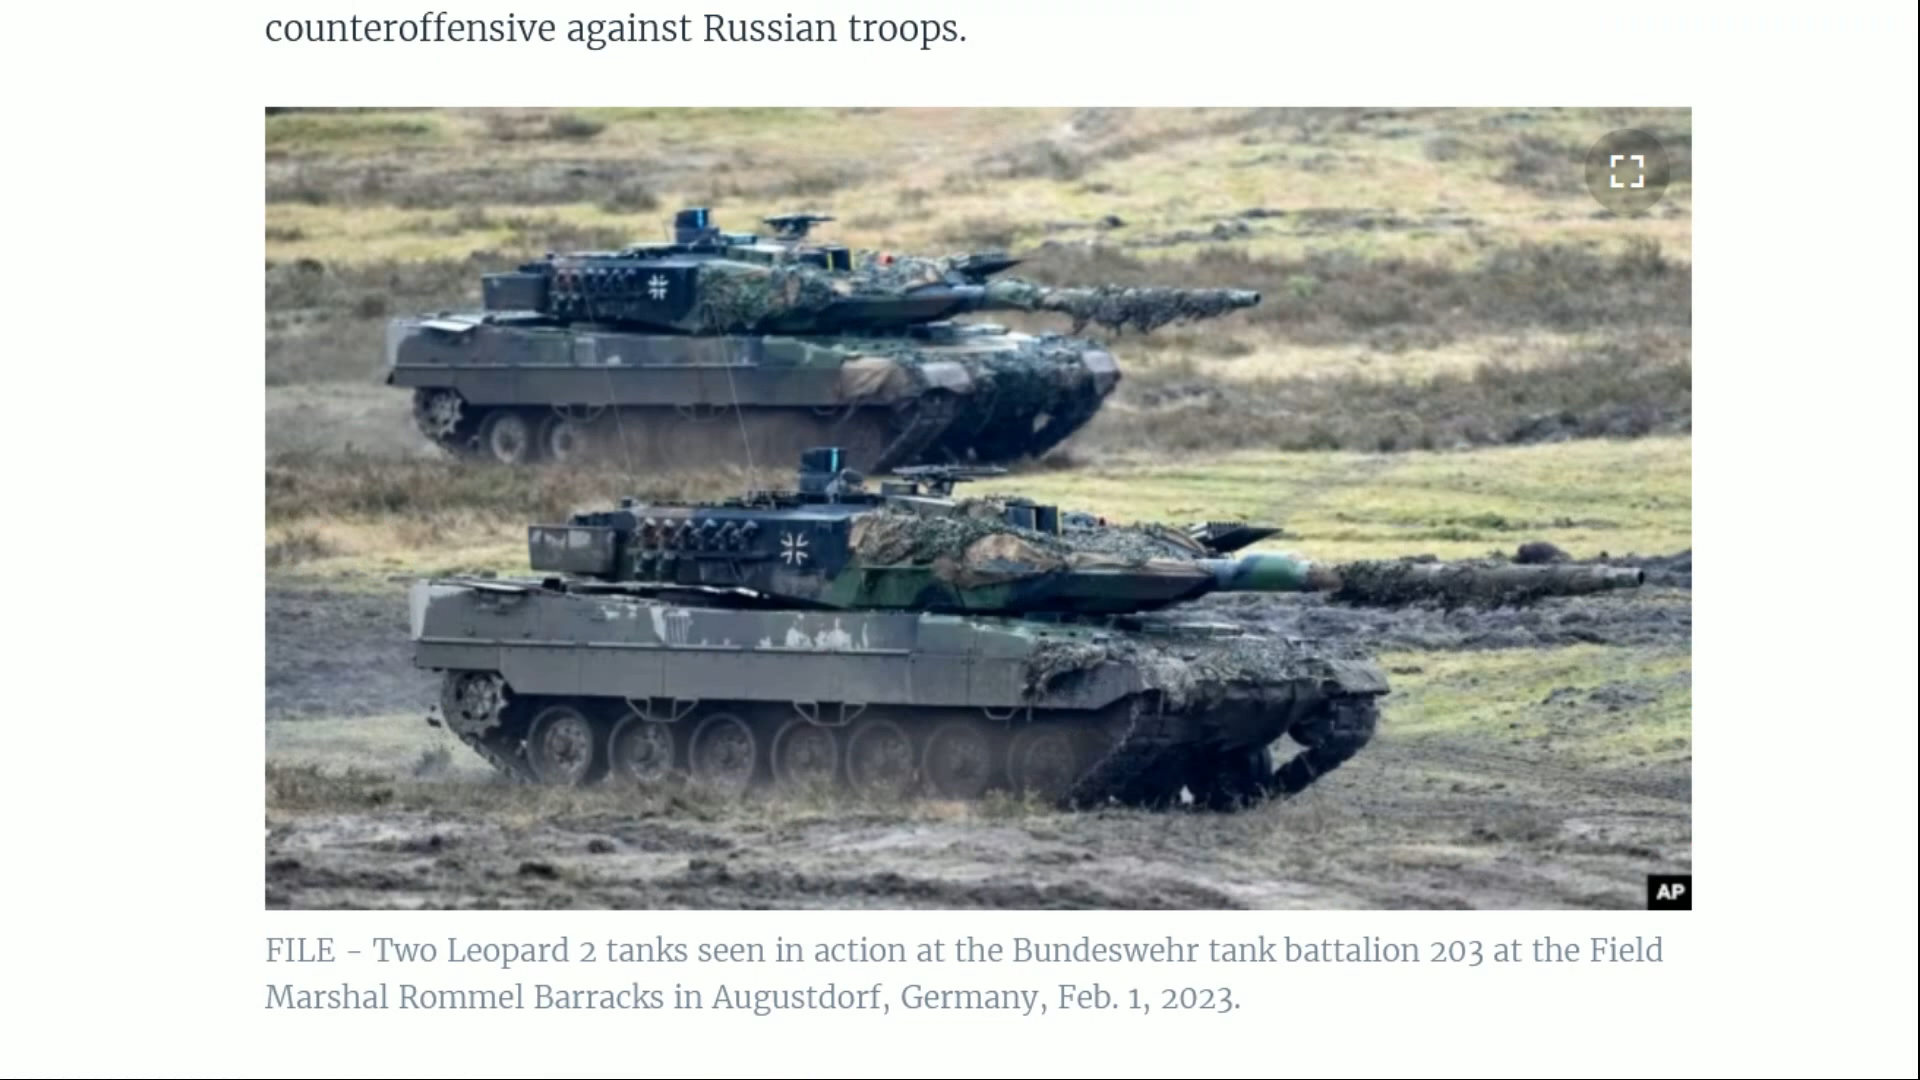 counteroffensive against Russian troops.
AP
FILE - Two Leopard 2 tanks seen in action at the Bundeswehr tank battalion 203 at the Field
Marshal Rommel Barracks in Augustdorf, Germany, Feb. 1, 2023.